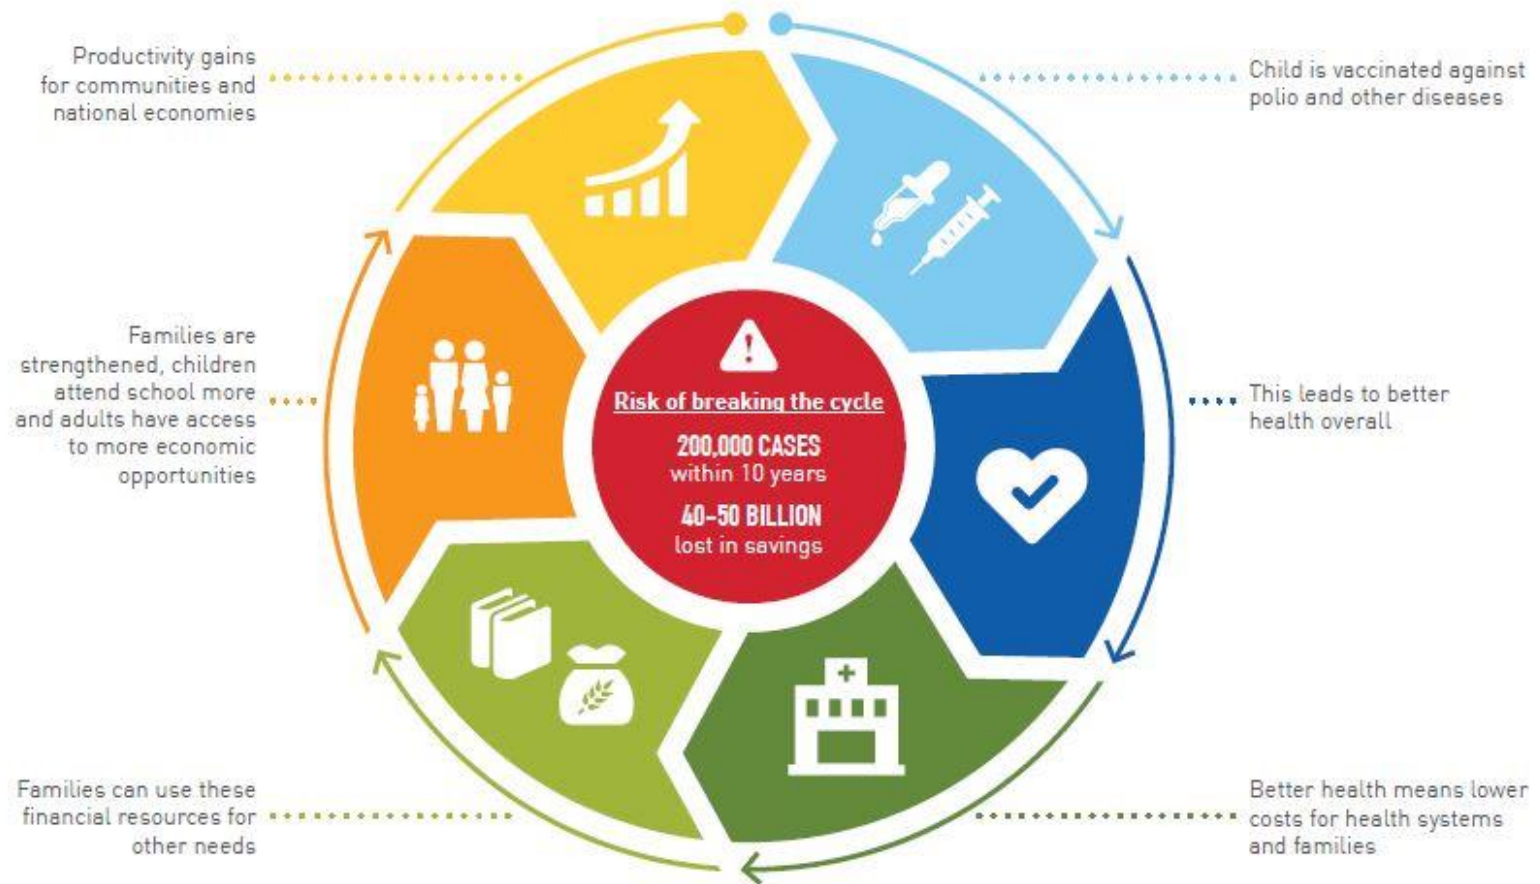 Child is vaccinated against
polio and other diseases
This leads to better
health overall
Better health means lower
costs for health systems
and families
Families can use these
financial resources for
other needs
Families are
strengthened, children
attend school more
and adults have access
to more economic
opportunities
Productivity gains
for communities and
national economies
Risk of breaking the cycle
200,000 CASES
within 10 years
40-50 BILLION
lost in savings